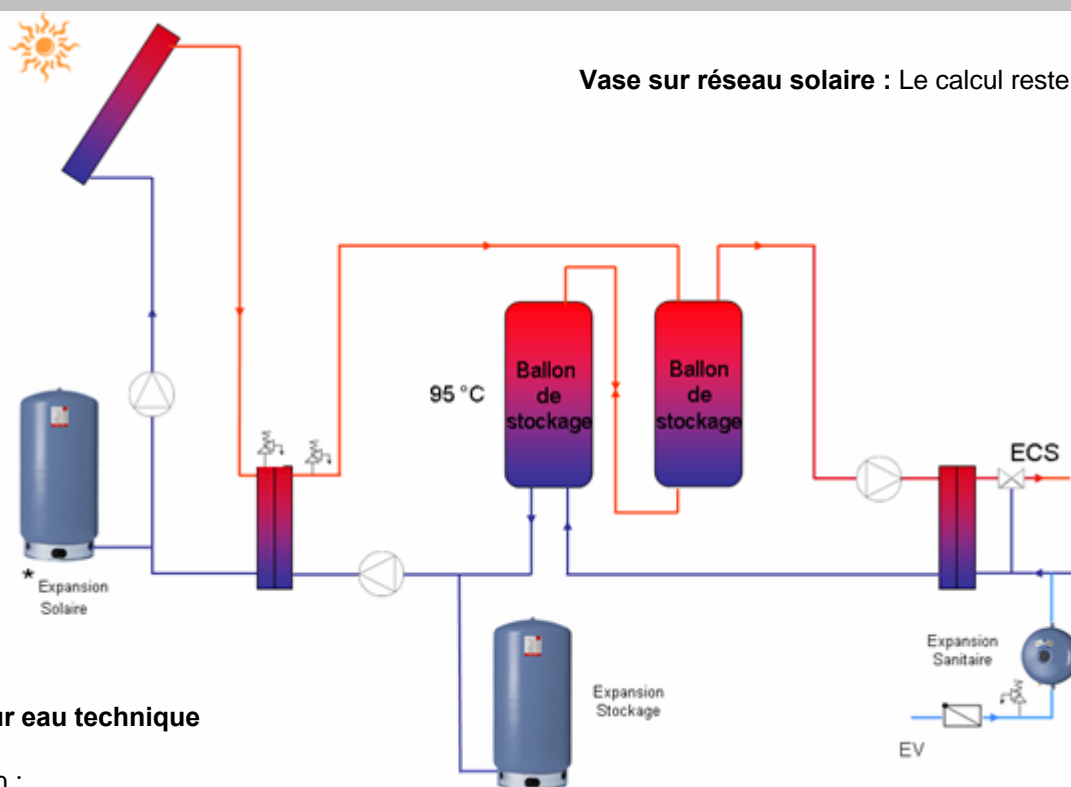 Vase sur réseau solaire : Le calcul reste
Ballon
de
stockage
Ballon
de
stockage
95 °C
ECS
* Expansion
Solaire
Expansion
Sanitaire
Expansion
Stockage
EV
ur eau technique
n :